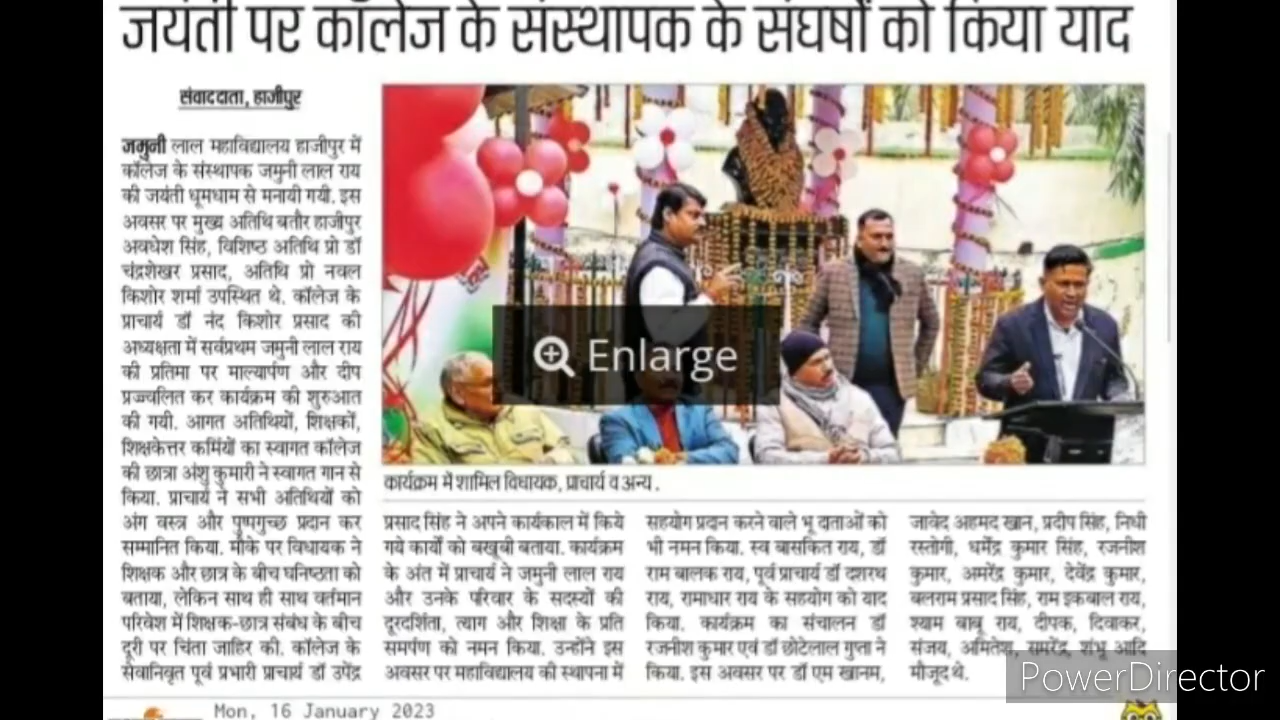 जयंती पर कॉलेज के संस्थापक के संघर्षों को किया याद
संवाददाता, हाजीपुर
जमुनी लाल महाविद्यालय हाजीपुर में
कॉलेज के संस्थापक जमुनी लाल राय
की जयंती धूमधाम से मनायी गयी. इस
अवसर पर मुख्य अतिथि बतौर हाजीपुर
अवधेश सिंह, विशिष्ठ अतिथि प्रो डॉ
चंद्रशेखर प्रसाद, अतिथि प्रो नवल
किशोर शर्मा उपस्थित थे. कॉलेज के
प्राचार्य डॉ नंद किशोर प्रसाद की
अध्यक्षता में सर्वप्रथम जमुनी लाल राय
की प्रतिमा पर माल्यार्पण और दीप
प्रज्ज्वलित कर कार्यक्रम की शुरुआत
की गयी. आगत अतिथियों, शिक्षकों,
शिक्षकेत्तर कर्मियों का स्वागत कॉलेज
की छात्रा अंशु कुमारी ने स्वागत गान से
किया. प्राचार्य ने सभी अतिथियों को
अंग वस्त्र और पुष्पगुच्छ प्रदान कर
सम्मानित किया. मौके पर विधायक ने
शिक्षक और छात्र के बीच घनिष्ठता को
बताया, लेकिन साथ ही साथ वर्तमान
परिवेश में शिक्षक-छात्र संबंध के बीच
दूरी पर चिंता जाहिर की. कॉलेज के
सेवानिवृत पूर्व प्रभारी प्राचार्य डॉ उपेंद्र
Enlarge
कार्यक्रम में शामिल विधायक, प्राचार्य व अन्य.
प्रसाद सिंह ने अपने कार्यकाल में किये
गये कार्यों को बखूबी बताया. कार्यक्रम
के अंत में प्राचार्य ने जमुनी लाल राय
और उनके परिवार के सदस्यों की
दूरदर्शिता, त्याग और शिक्षा के प्रति
समर्पण को नमन किया. उन्होंने इस
अवसर पर महाविद्यालय की स्थापना में
सहयोग प्रदान करने वाले भू दाताओं को
भी नमन किया. स्व बासकित राय, डॉ
राम बालक राय, पूर्व प्राचार्य डॉ दशरथ
राय, रामाधार राय के सहयोग को याद
किया. कार्यक्रम का संचालन डॉ
रजनीश कुमार एवं डॉ छोटेलाल गुप्ता ने
किया. इस अवसर पर डॉ एम खानम,
जावेद अहमद खान, प्रदीप सिंह, निधी
रस्तोगी, धर्मेंद्र कुमार सिंह, रजनीश
कुमार, अमरेंद्र कुमार, देवेंद्र कुमार,
बलराम प्रसाद सिंह, राम इकबाल राय,
श्याम बाबू राय, दीपक, दिवाकर,
संजय, अमितेश, समरेंद्र, शंभू आदि
मौजूद थे.
PowerDirector
Mon, 16 January 2023